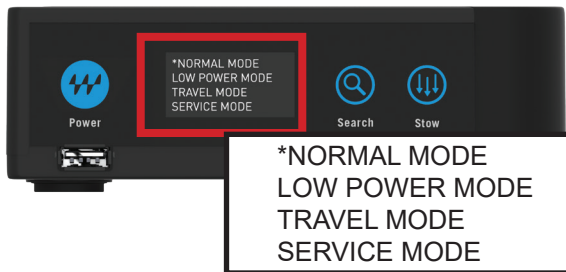 *NORMAL MODE
LOW POWER MODE
TRAVEL MODE
SERVICE MODE
Power
Search
Stow
*NORMAL MODE
LOW POWER MODE
TRAVEL MODE
SERVICE MODE